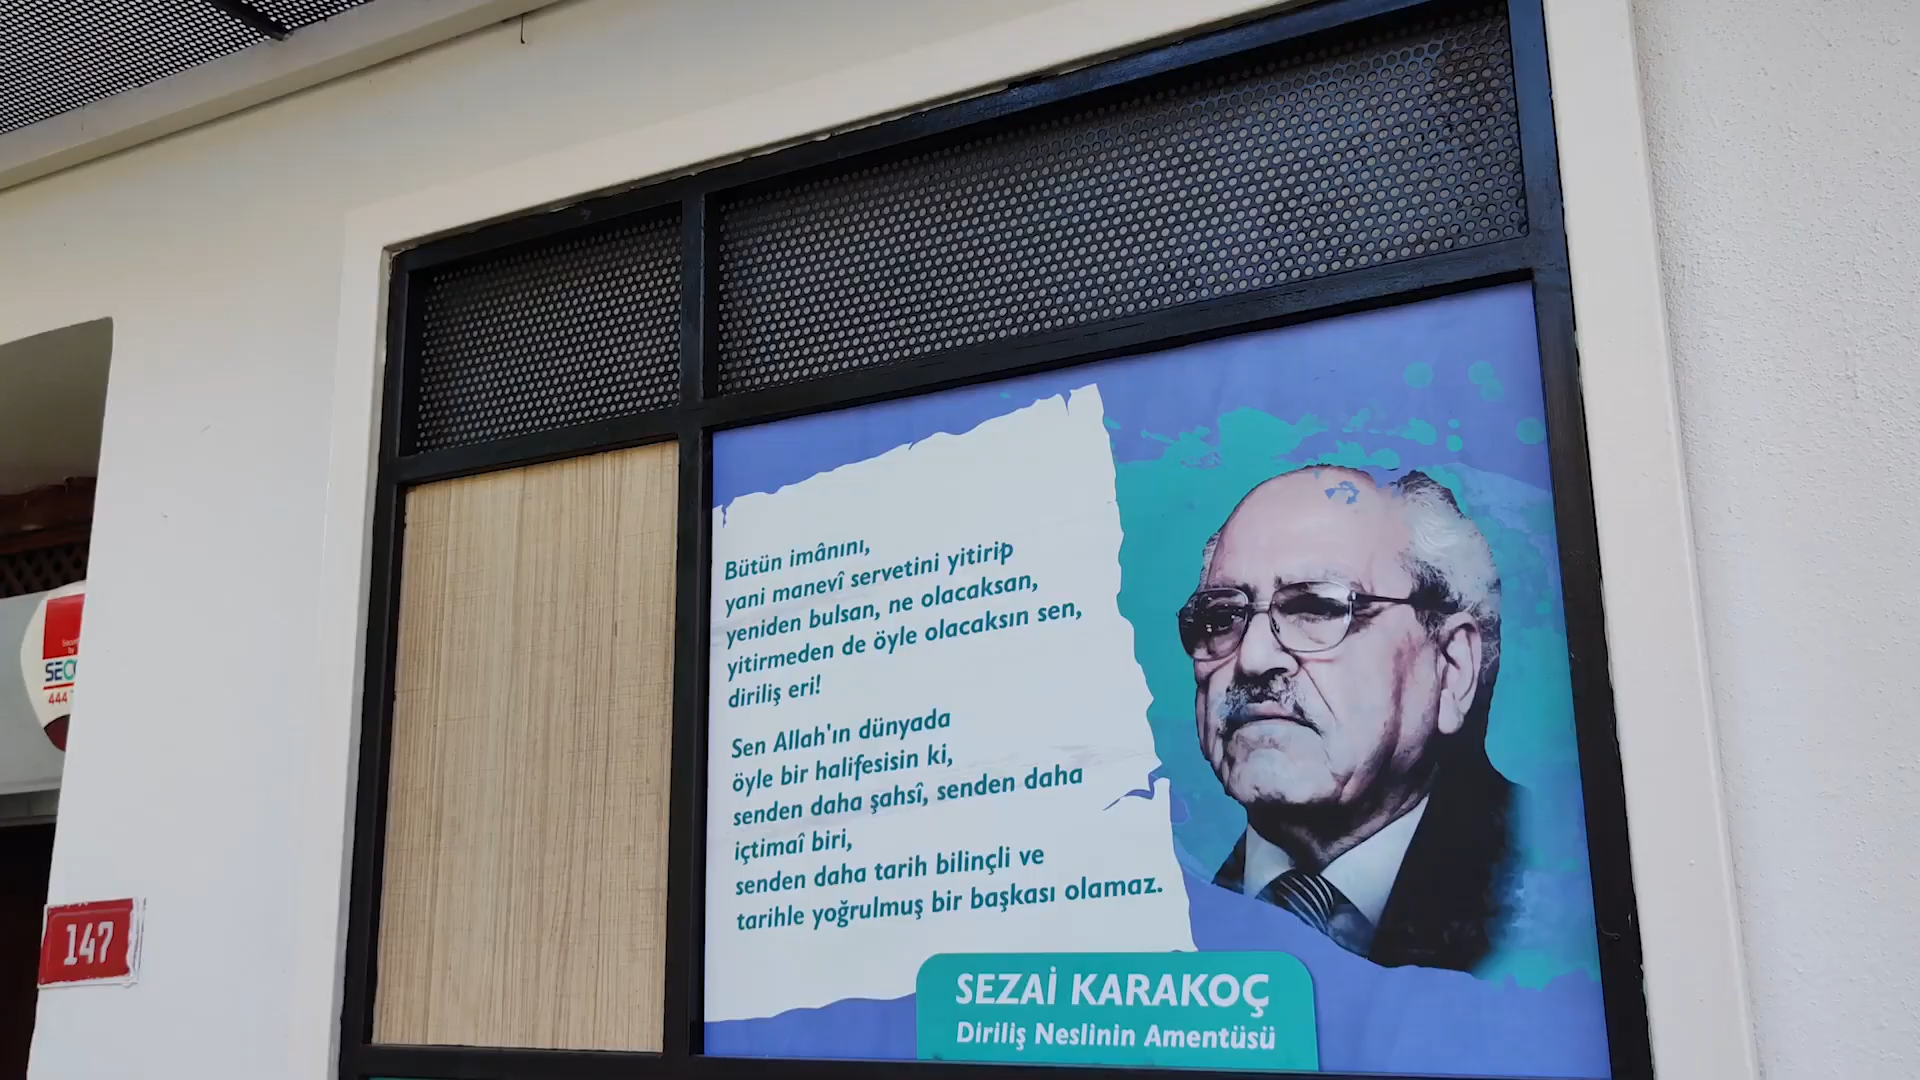 Bütün imânını,
yani manevî servetini yitirip
yeniden bulsan, ne olacaksan,
yitirmeden de öyle olacaksın sen,
diriliş eri!
Sen Allah'ın dünyada
öyle bir halifesisin ki,
senden daha şahsî, senden daha
içtimaî biri,
senden daha tarih bilinçli ve
tarihle yoğrulmuş bir başkası olamaz.
SEZAİ KARAKOÇ
Diriliş Neslinin Amentüsü
147
444